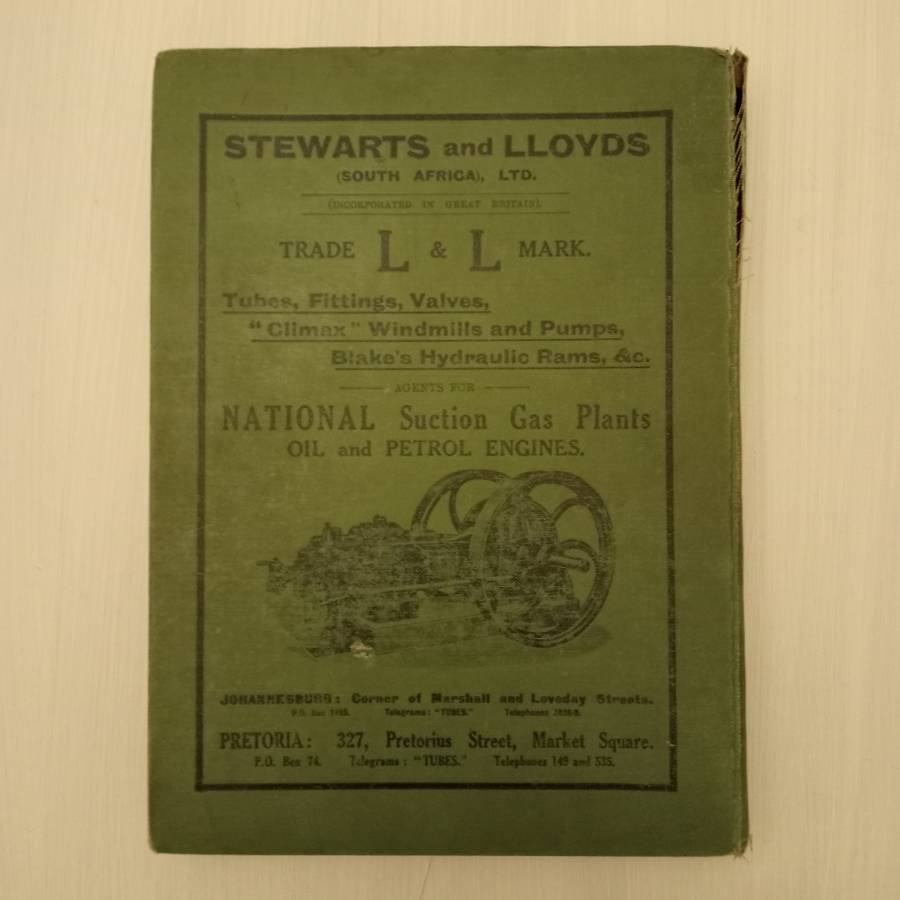 STEWARTS and LLOYDS
(SOUTH AFRICA), LTD.
(INCORPORATED IN GREAT BRITAIN).
TRADE L & L MARK.
Tubes, Fittings, Valves,
"Climax" Windmills and Pumps,
Blake's Hydraulic Rams, &c.
AGENTS FOR
NATIONAL Suction Gas Plants
OIL and PETROL ENGINES.
JOHANNESBURG: Corner of Marshall and Loveday Streets.
P.O. Box Telegrams: "TUBES." Telephones
PRETORIA: 327, Pretorius Street, Market Square.
P.O. Box 74. Telegrams: "TUBES." Telephones 149 and 535.